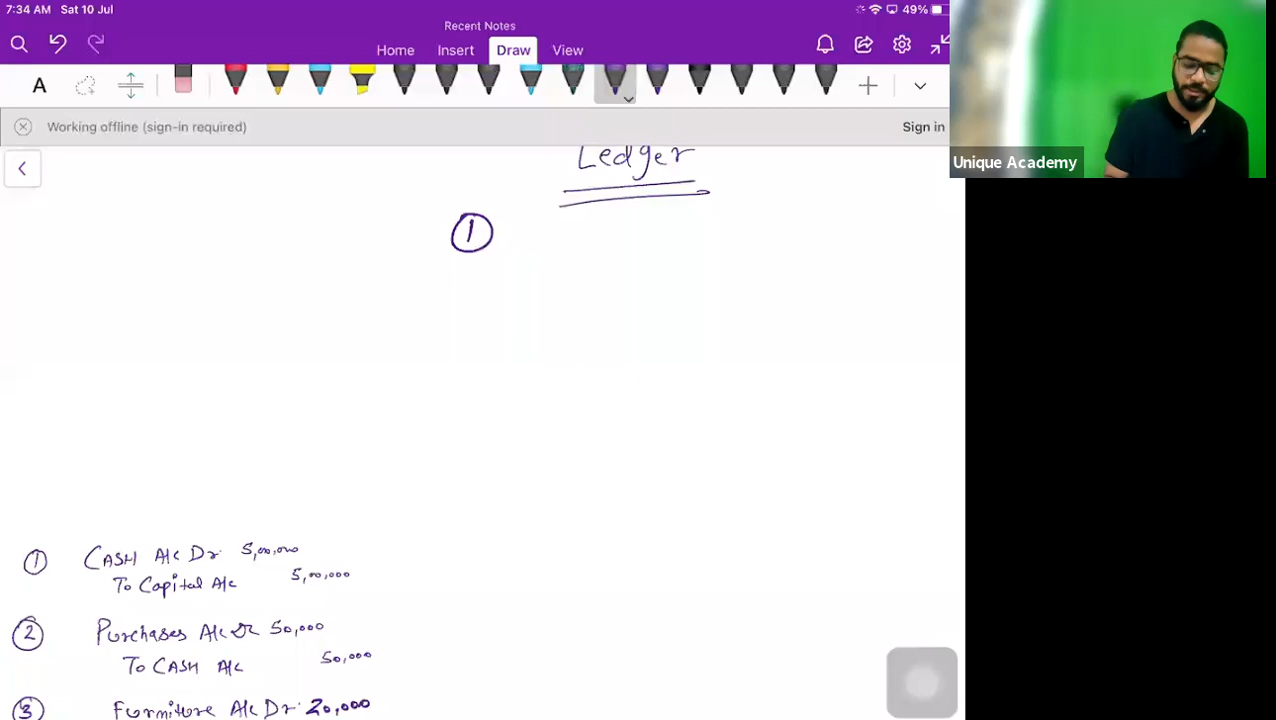 7:34 AM Sat 10 Jul
49%
Recent Notes
Home Insert Draw View
A
Working offline (sign-in required)
Sign in
Unique Academy
Ledger
1
1 CASH A/c Dr 5,00,000
To Capital A/c 5,00,000
2 Purchases A/c Dr 50,000
To CASH A/c 50,000
3 Furniture A/c Dr. 20,000